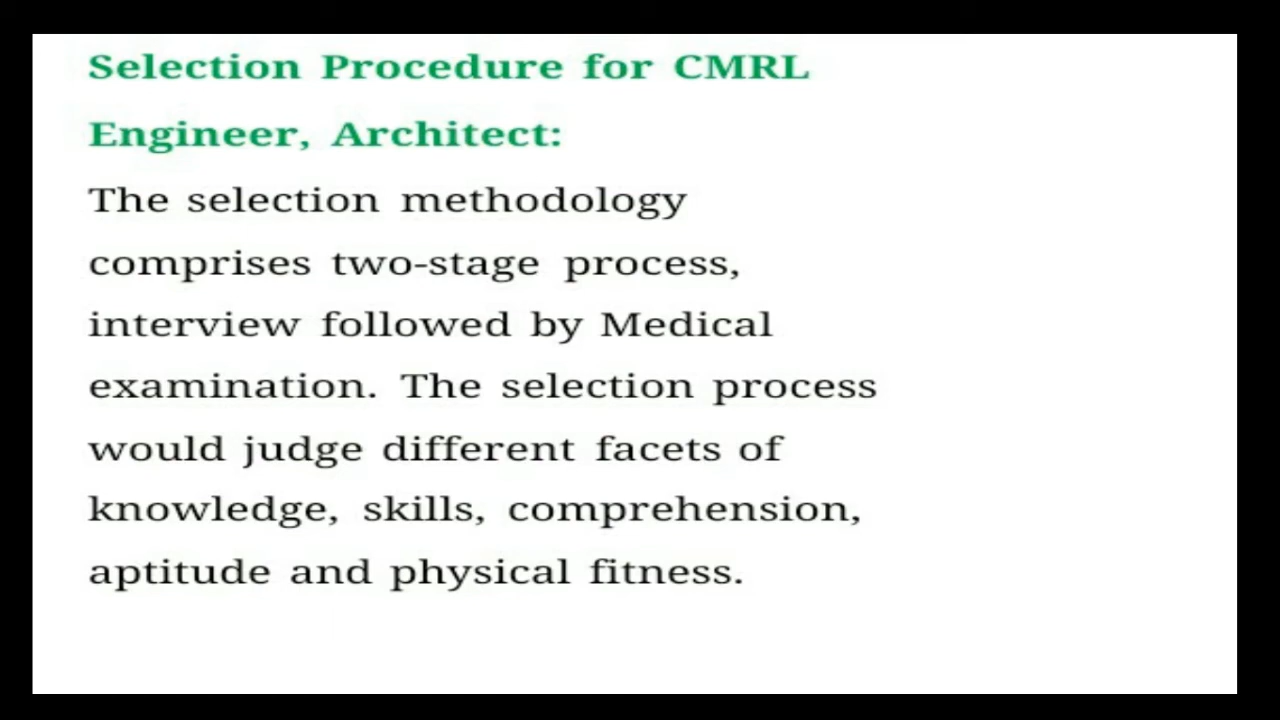 Selection Procedure for CMRL
Engineer, Architect:
The selection methodology
comprises two-stage process,
interview followed by Medical
examination. The selection process
would judge different facets of
knowledge, skills, comprehension,
aptitude and physical fitness.